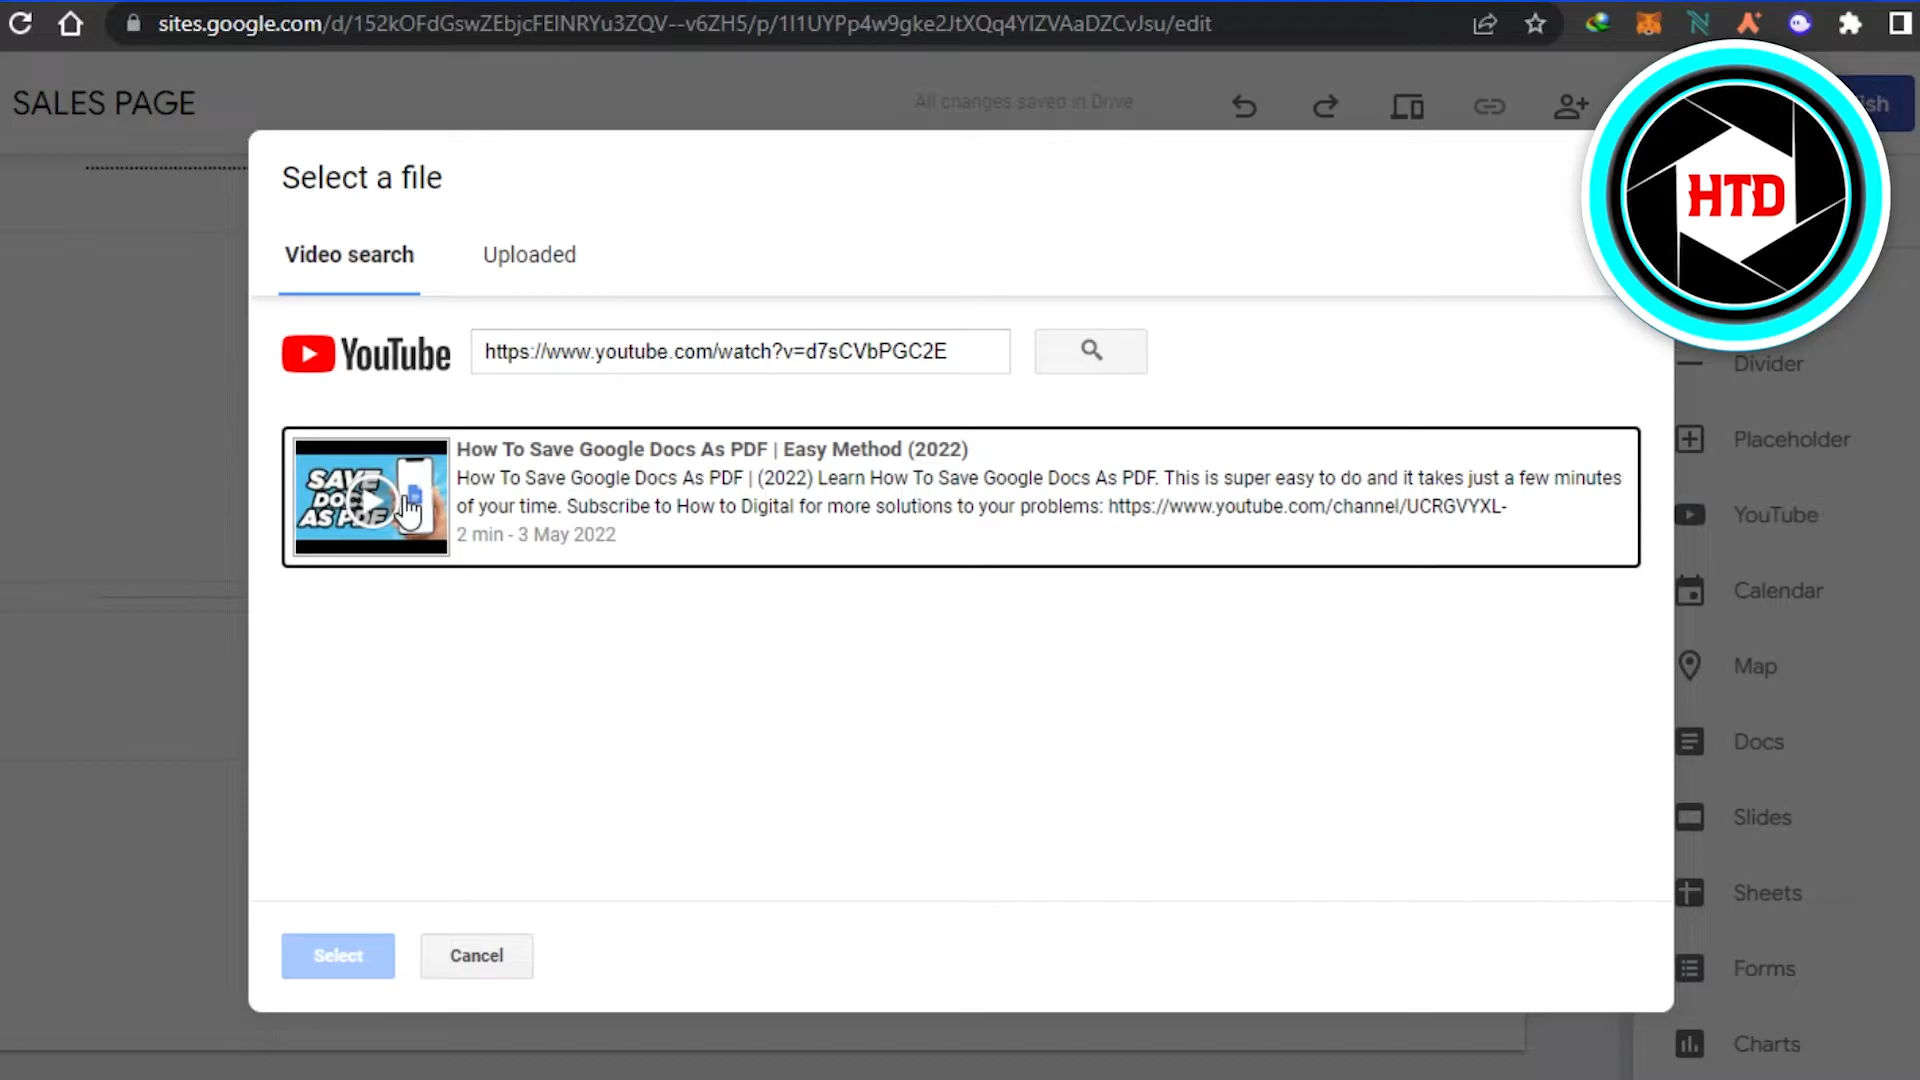 sites.google.com/d/152kOFdGswZEbjcFElNRYu3ZQV--v6ZH5/p/1I1UYPp4w9gke2JtXQq4YlZVAaDZCvJsu/edit
SALES PAGE
All changes saved in Drive
ish
HTD
Select a file
Video search
Uploaded
YouTube
https://www.youtube.com/watch?v=d7sCVbPGC2E
How To Save Google Docs As PDF | Easy Method (2022)
How To Save Google Docs As PDF | (2022) Learn How To Save Google Docs As PDF. This is super easy to do and it takes just a few minutes
of your time. Subscribe to How to Digital for more solutions to your problems: https://www.youtube.com/channel/UCRGVYXL-
2 min - 3 May 2022
SAVE
DOCS
AS PDF
Select
Cancel
Divider
Placeholder
YouTube
Calendar
Map
Docs
Slides
Sheets
Forms
Charts